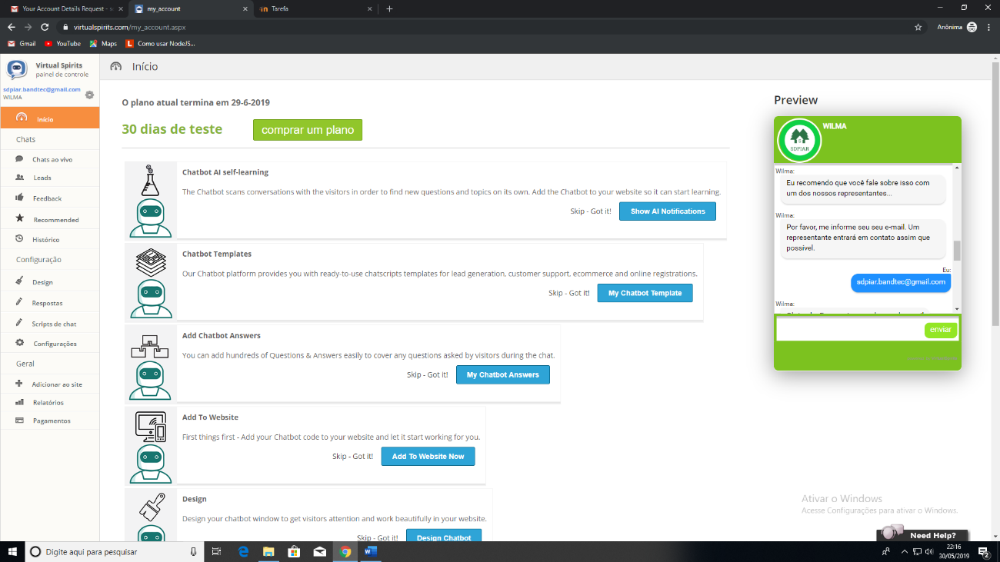 Your Account Details Request - s
my_account
Tarefa
virtualspirits.com/my_account.aspx
Anônima
Gmail
YouTube
Maps
Como usar NodeJS...
Virtual Spirits
painel de controle
sdpiar.bandtec@gmail.com
WILMA
Início
Chats
Chats ao vivo
Leads
Feedback
Recommended
Histórico
Configuração
Design
Respostas
Scripts de chat
Configurações
Geral
Adicionar ao site
Relatórios
Pagamentos
Início
O plano atual termina em 29-6-2019
30 dias de teste
comprar um plano
Chatbot AI self-learning
The Chatbot scans conversations with the visitors in order to find new questions and topics on its own. Add the Chatbot to your website so it can start learning.
Skip - Got it!
Show AI Notifications
Chatbot Templates
Our Chatbot platform provides you with ready-to-use chatscripts templates for lead generation, customer support, ecommerce and online registrations.
Skip - Got it!
My Chatbot Template
Add Chatbot Answers
You can add hundreds of Questions & Answers easily to cover any questions asked by visitors during the chat.
Skip - Got it!
My Chatbot Answers
Add To Website
First things first - Add your Chatbot code to your website and let it start working for you.
Skip - Got it!
Add To Website Now
Design
Design your chatbot window to get visitors attention and work beautifully in your website.
Skip - Got it!
Design Chatbot
Preview
SDPIAR
WILMA
Wilma:
Eu recomendo que você fale sobre isso com
um dos nossos representantes...
Wilma:
Por favor, me informe seu seu e-mail. Um
representante entrará em contato assim que
possível.
Eu:
sdpiar.bandtec@gmail.com
Wilma:
enviar
Ativar o Windows
Acesse Configurações para ativar o Windows.
Need Help?
Digite aqui para pesquisar
22:16
30/05/2019
2